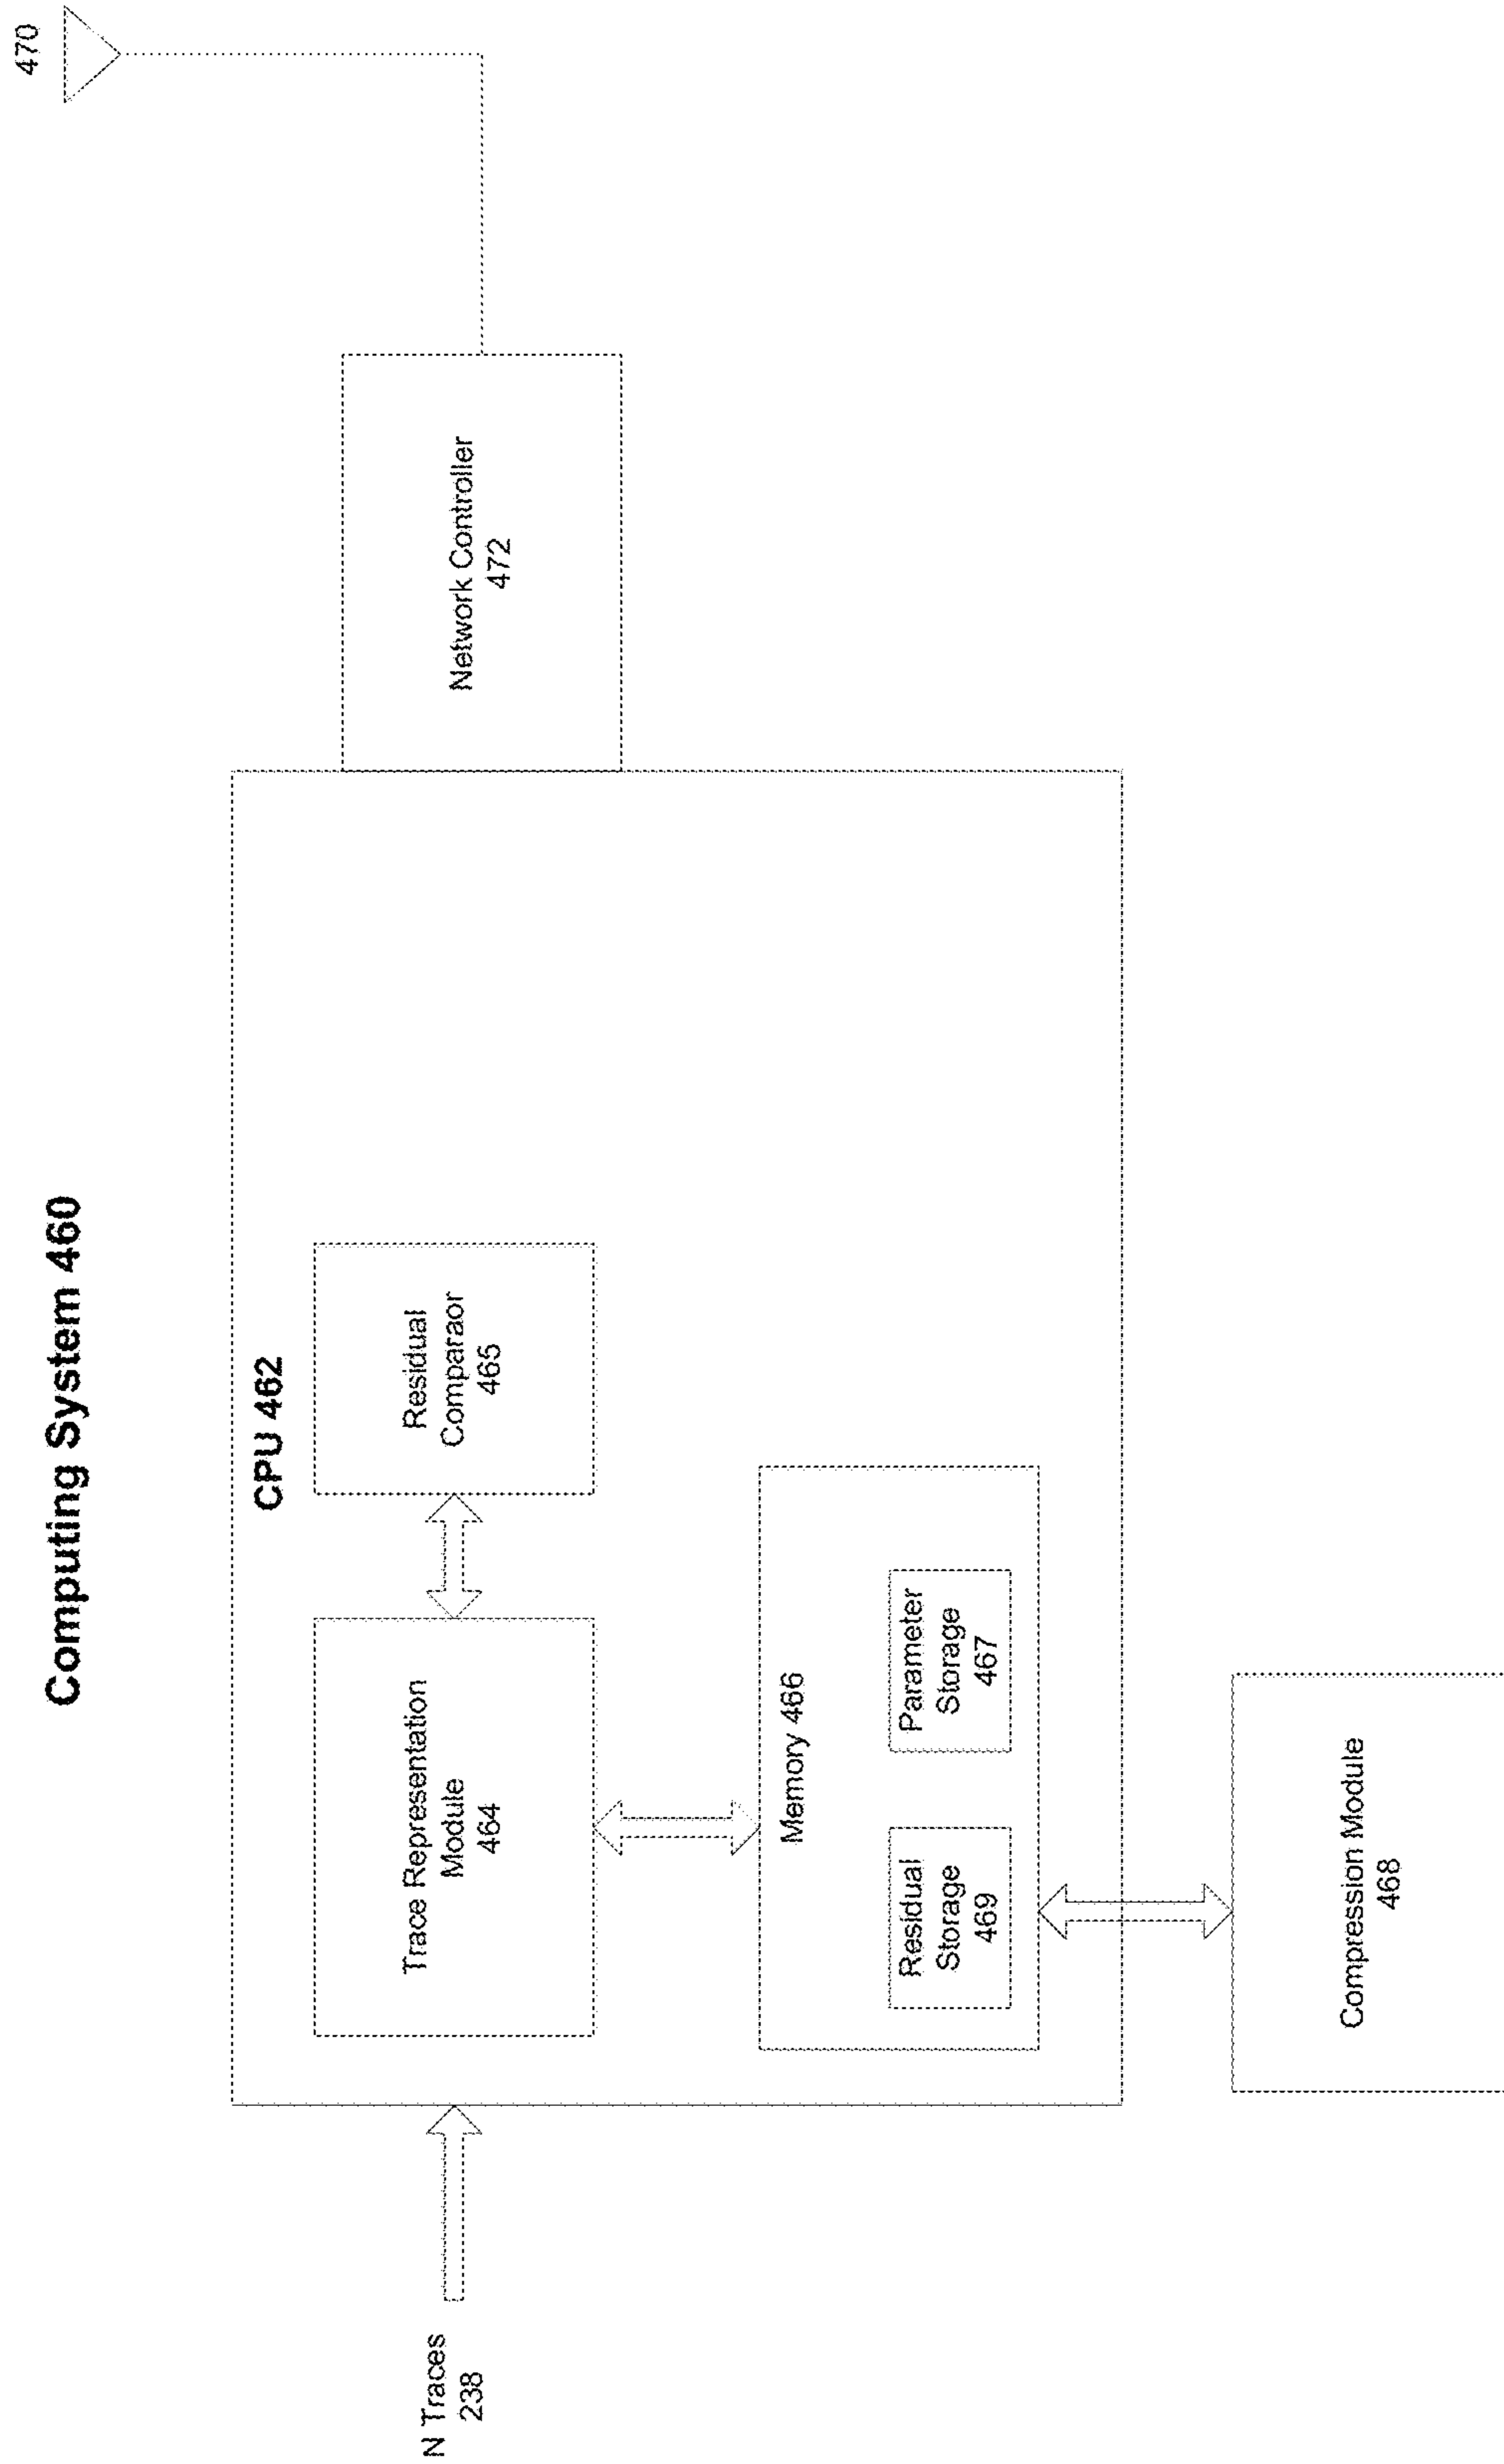 Computing System 460
470
CPU 462
Trace Representation
Module
464
Residual
Comparaor
465
Network Controller
472
N Traces
238
Memory 466
Residual
Storage
469
Parameter
Storage
467
Compression Module
468